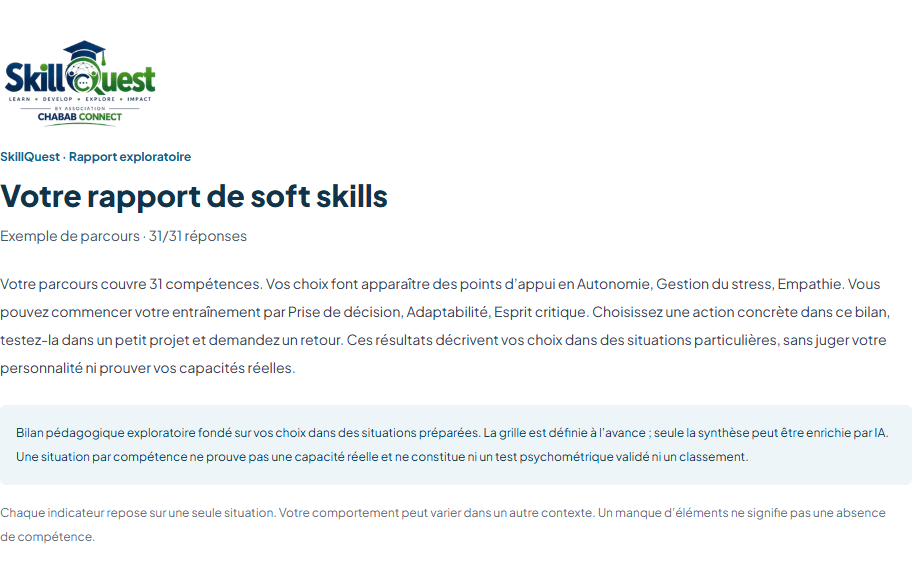 SkillQuest
LEARN • DEVELOP • EXPLORE • IMPACT
BY ASSOCIATION
CHABAB CONNECT
SkillQuest · Rapport exploratoire
Votre rapport de soft skills
Exemple de parcours · 31/31 réponses
Votre parcours couvre 31 compétences. Vos choix font apparaître des points d’appui en Autonomie, Gestion du stress, Empathie. Vous
pouvez commencer votre entraînement par Prise de décision, Adaptabilité, Esprit critique. Choisissez une action concrète dans ce bilan,
testez-la dans un petit projet et demandez un retour. Ces résultats décrivent vos choix dans des situations particulières, sans juger votre
personnalité ni prouver vos capacités réelles.
Bilan pédagogique exploratoire fondé sur vos choix dans des situations préparées. La grille est définie à l’avance ; seule la synthèse peut être enrichie par IA.
Une situation par compétence ne prouve pas une capacité réelle et ne constitue ni un test psychométrique validé ni un classement.
Chaque indicateur repose sur une seule situation. Votre comportement peut varier dans un autre contexte. Un manque d’éléments ne signifie pas une absence
de compétence.